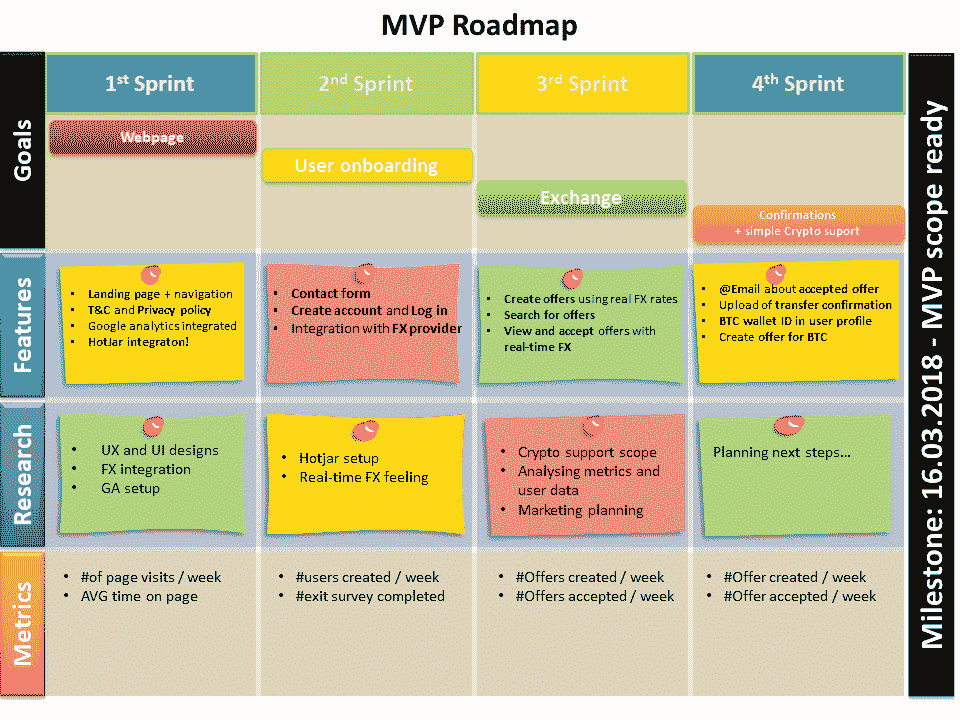 MVP Roadmap
1st Sprint
2nd Sprint
3rd Sprint
4th Sprint
Goals
Webpage
User onboarding
Exchange
Confirmations
+ simple Crypto suport
Features
• Landing page + navigation
• T&C and Privacy policy
• Google analytics integrated
• HotJar integraton!
• Contact form
• Create account and Log in
• Integration with FX provider
• Create offers using real FX rates
• Search for offers
• View and accept offers with
real-time FX
• @Email about accepted offer
• Upload of transfer confirmation
• BTC wallet ID in user profile
• Create offer for BTC
Research
• UX and UI designs
• FX integration
• GA setup
• Hotjar setup
• Real-time FX feeling
• Crypto support scope
• Analysing metrics and
user data
• Marketing planning
Planning next steps...
Metrics
• #of page visits / week
• AVG time on page
• #users created / week
• #exit survey completed
• #Offers created / week
• #Offers accepted / week
• #Offer created / week
• #Offer accepted / week
Milestone: 16.03.2018 - MVP scope ready